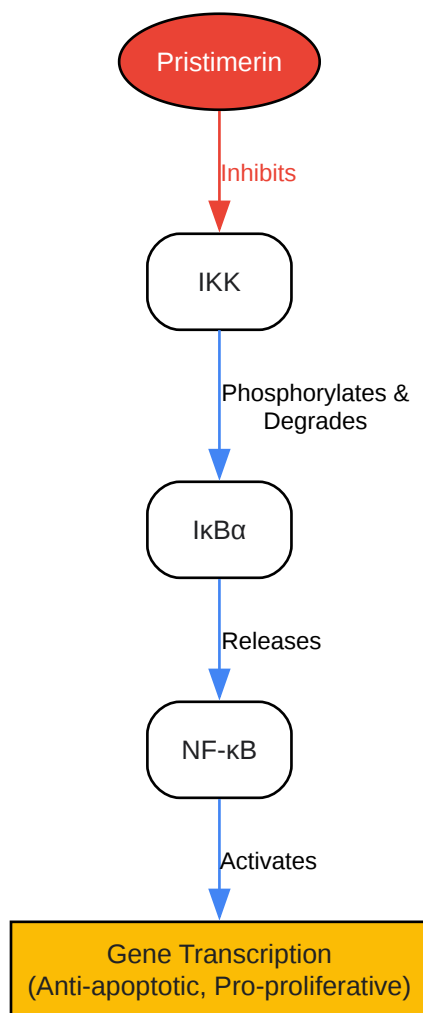 Pristimerin
Inhibits
IKK
Phosphorylates &
Degrades
IκBα
Releases
NF-κB
Activates
Gene Transcription
(Anti-apoptotic, Pro-proliferative)